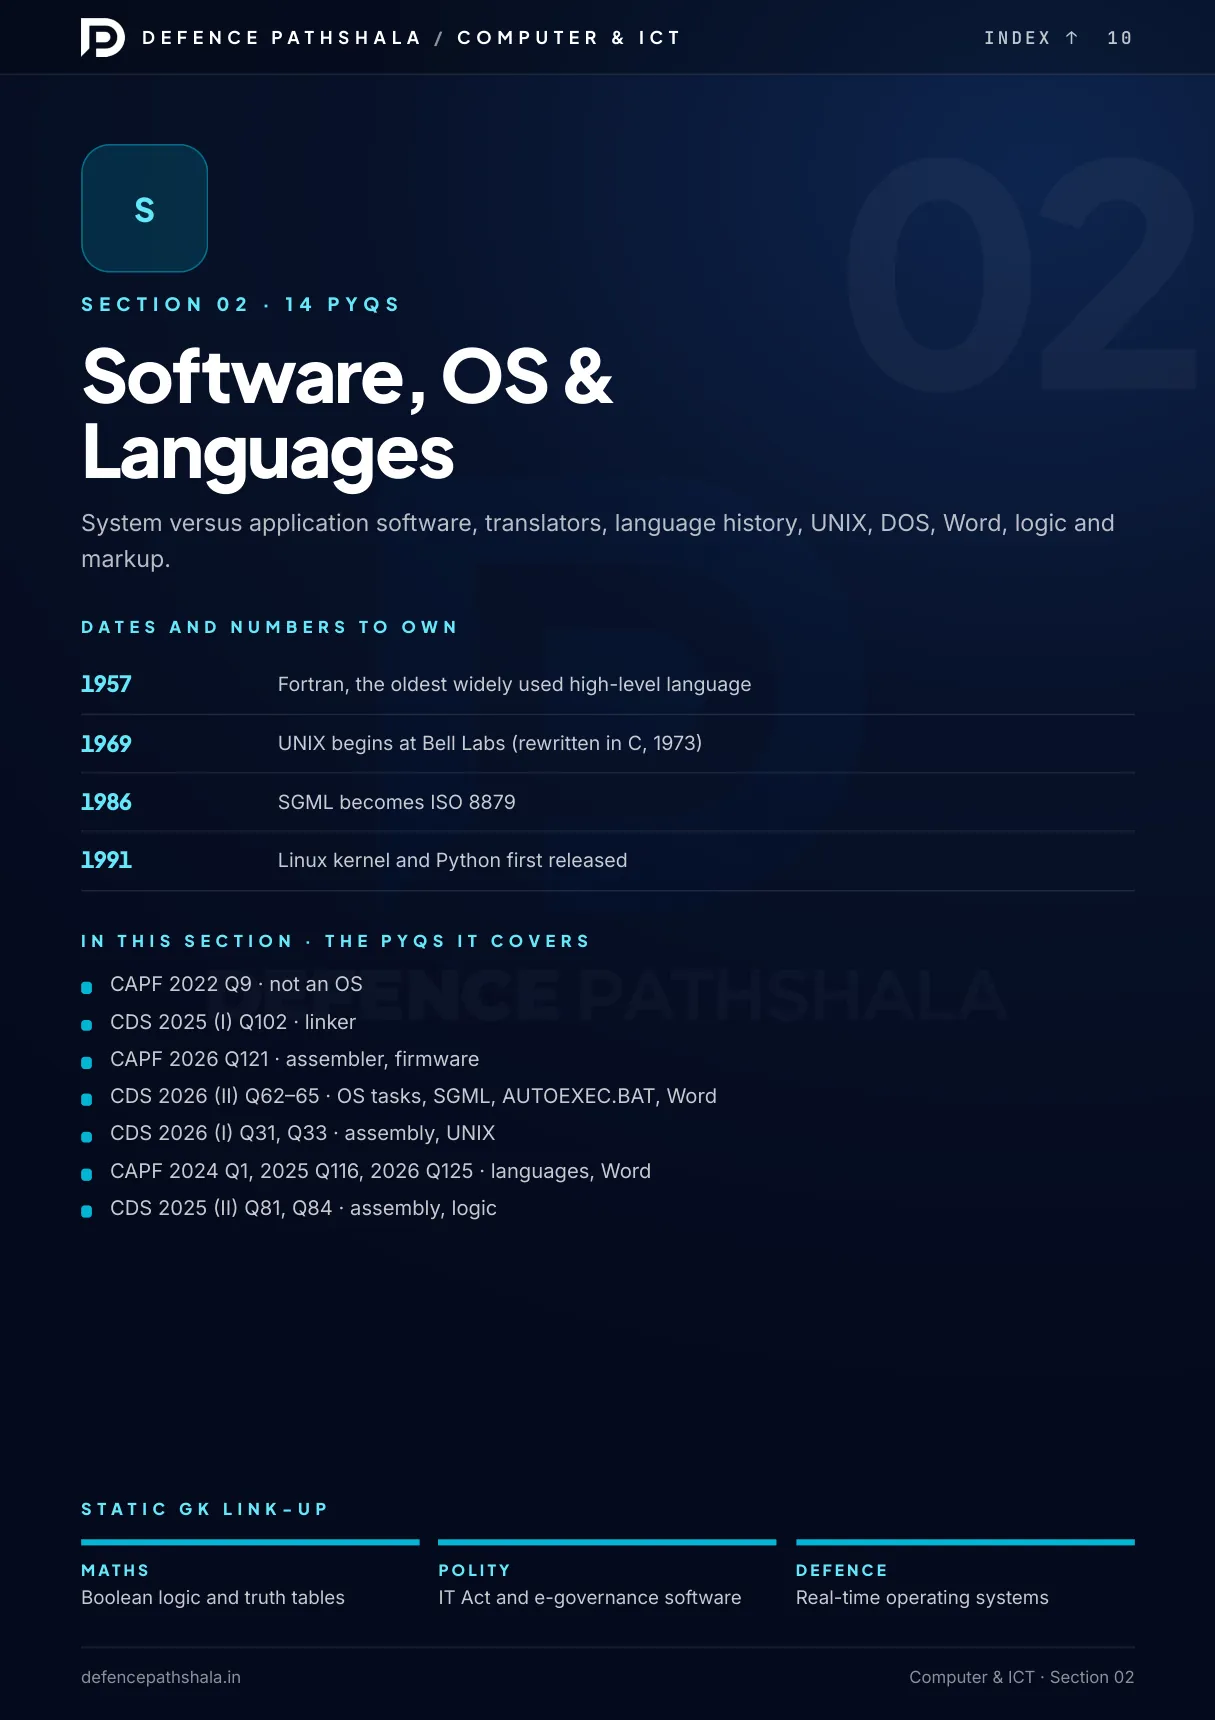 DEFENCE PATHSHALA / COMPUTER & ICT
INDEX ↑ 10
02
S
SECTION 02 · 14 PYQS
Software, OS &
Languages
System versus application software, translators, language history, UNIX, DOS, Word, logic and
markup.
DATES AND NUMBERS TO OWN
1957 Fortran, the oldest widely used high-level language
1969 UNIX begins at Bell Labs (rewritten in C, 1973)
1986 SGML becomes ISO 8879
1991 Linux kernel and Python first released
IN THIS SECTION · THE PYQS IT COVERS
CAPF 2022 Q9 · not an OS
DEFENCE PATHSHALA
CDS 2025 (I) Q102 · linker
CAPF 2026 Q121 · assembler, firmware
CDS 2026 (II) Q62–65 · OS tasks, SGML, AUTOEXEC.BAT, Word
CDS 2026 (I) Q31, Q33 · assembly, UNIX
CAPF 2024 Q1, 2025 Q116, 2026 Q125 · languages, Word
CDS 2025 (II) Q81, Q84 · assembly, logic
STATIC GK LINK-UP
MATHS
Boolean logic and truth tables
POLITY
IT Act and e-governance software
DEFENCE
Real-time operating systems
defencepathshala.in
Computer & ICT · Section 02